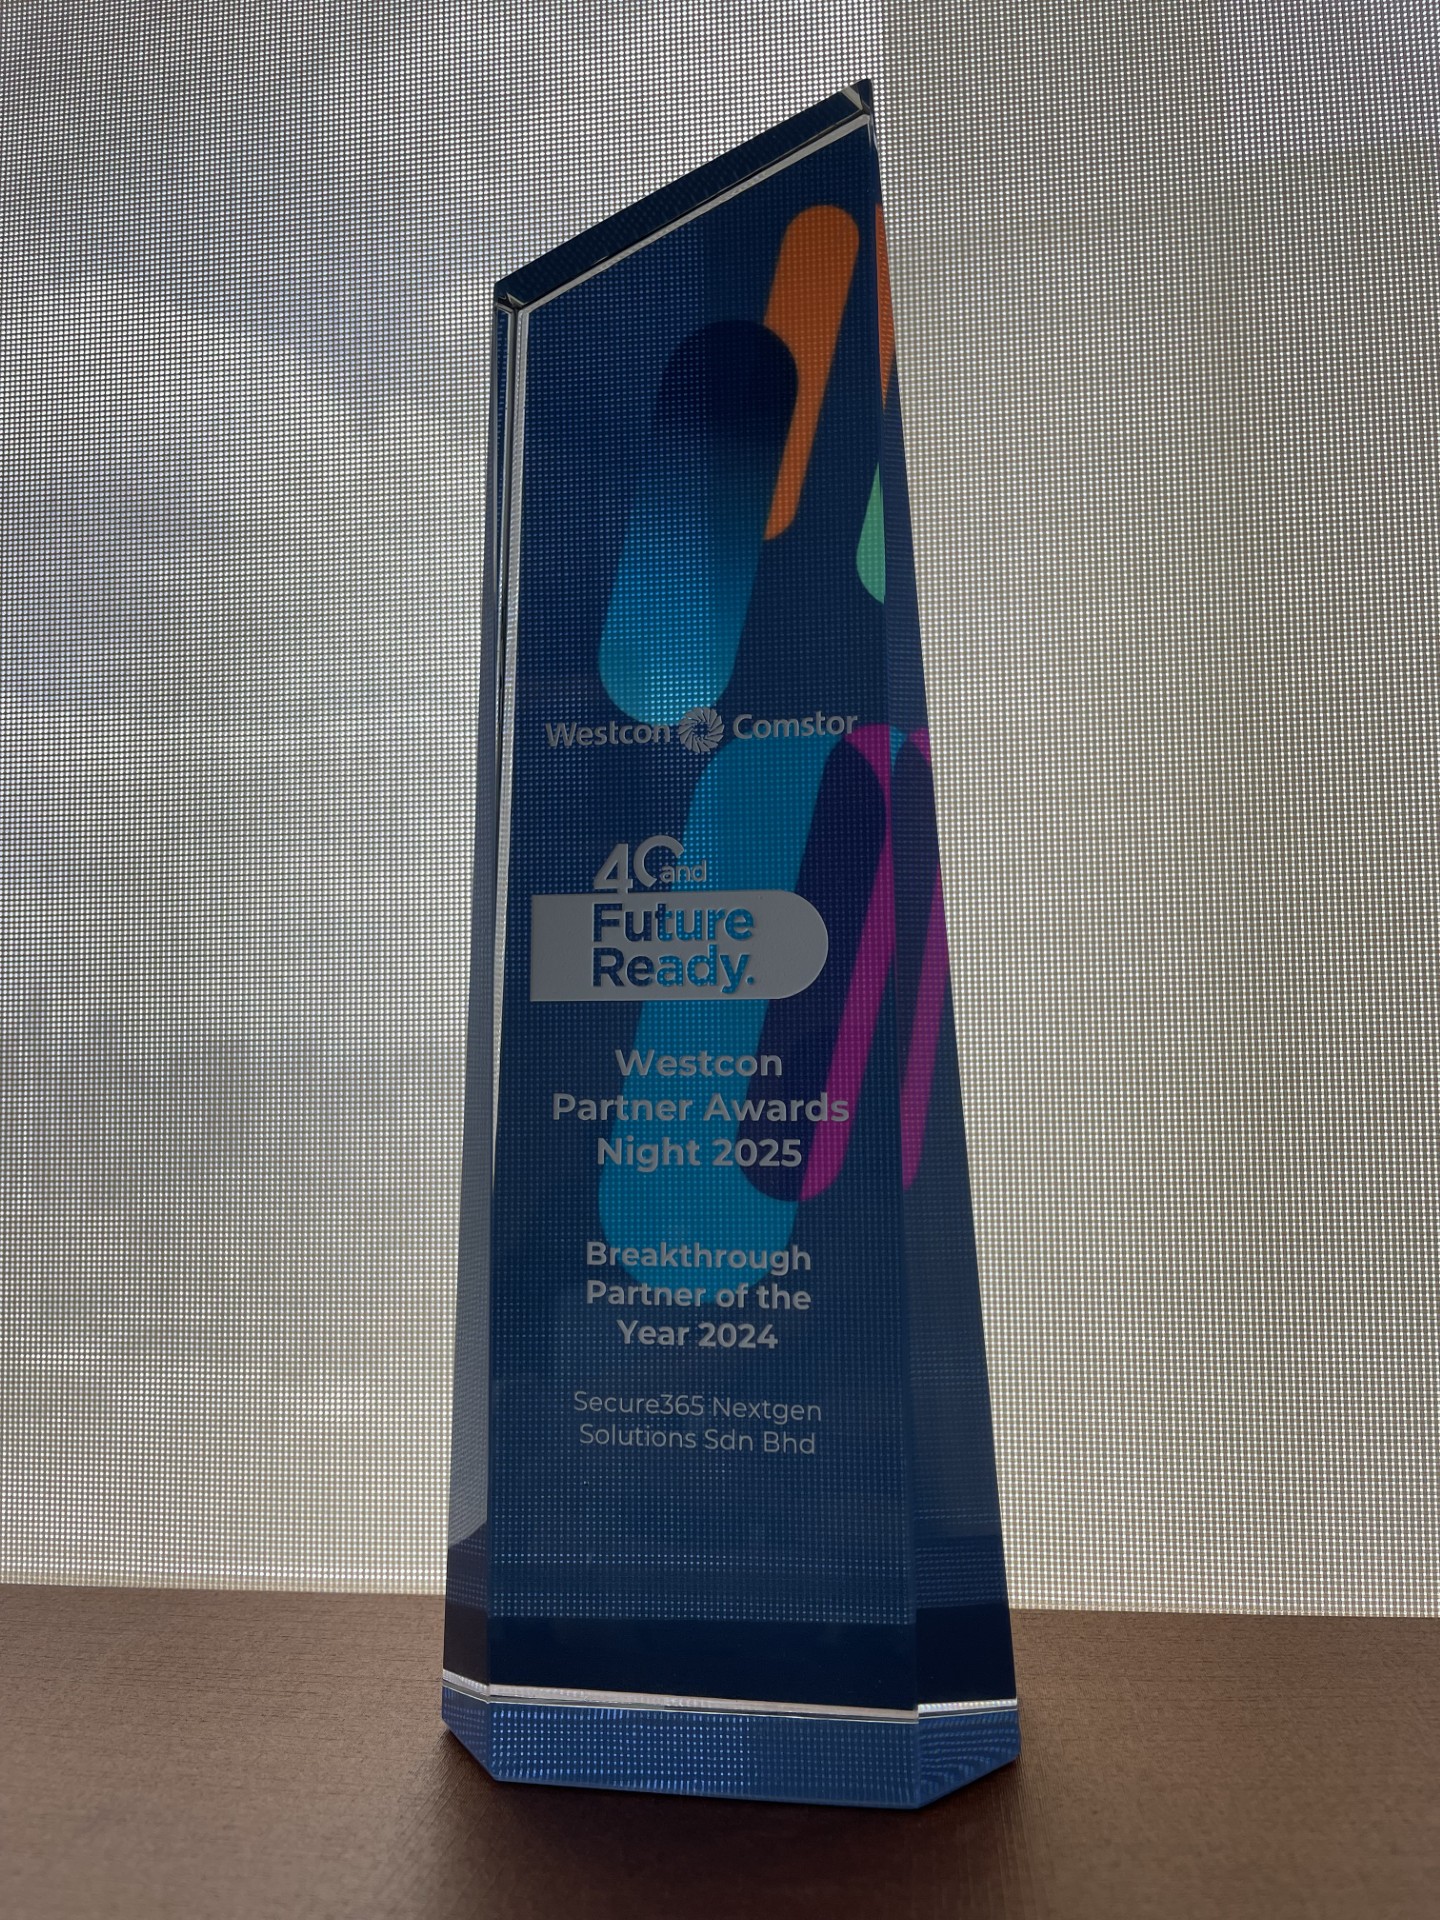 Westcon Comstor
40 and
Future
Ready.
Westcon
Partner Awards
Night 2025
Breakthrough
Partner of the
Year 2024
Secure365 Nextgen
Solutions Sdn Bhd